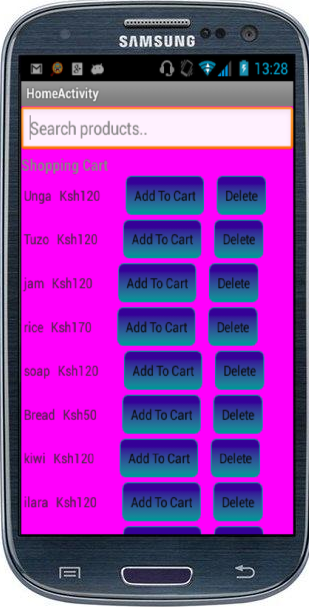 SAMSUNG
13:28
HomeActivity
Search products..
Shopping Cart
Unga Ksh120 Add To Cart Delete
Tuzo Ksh120 Add To Cart Delete
jam Ksh120 Add To Cart Delete
rice Ksh170 Add To Cart Delete
soap Ksh120 Add To Cart Delete
Bread Ksh50 Add To Cart Delete
kiwi Ksh120 Add To Cart Delete
ilara Ksh120 Add To Cart Delete